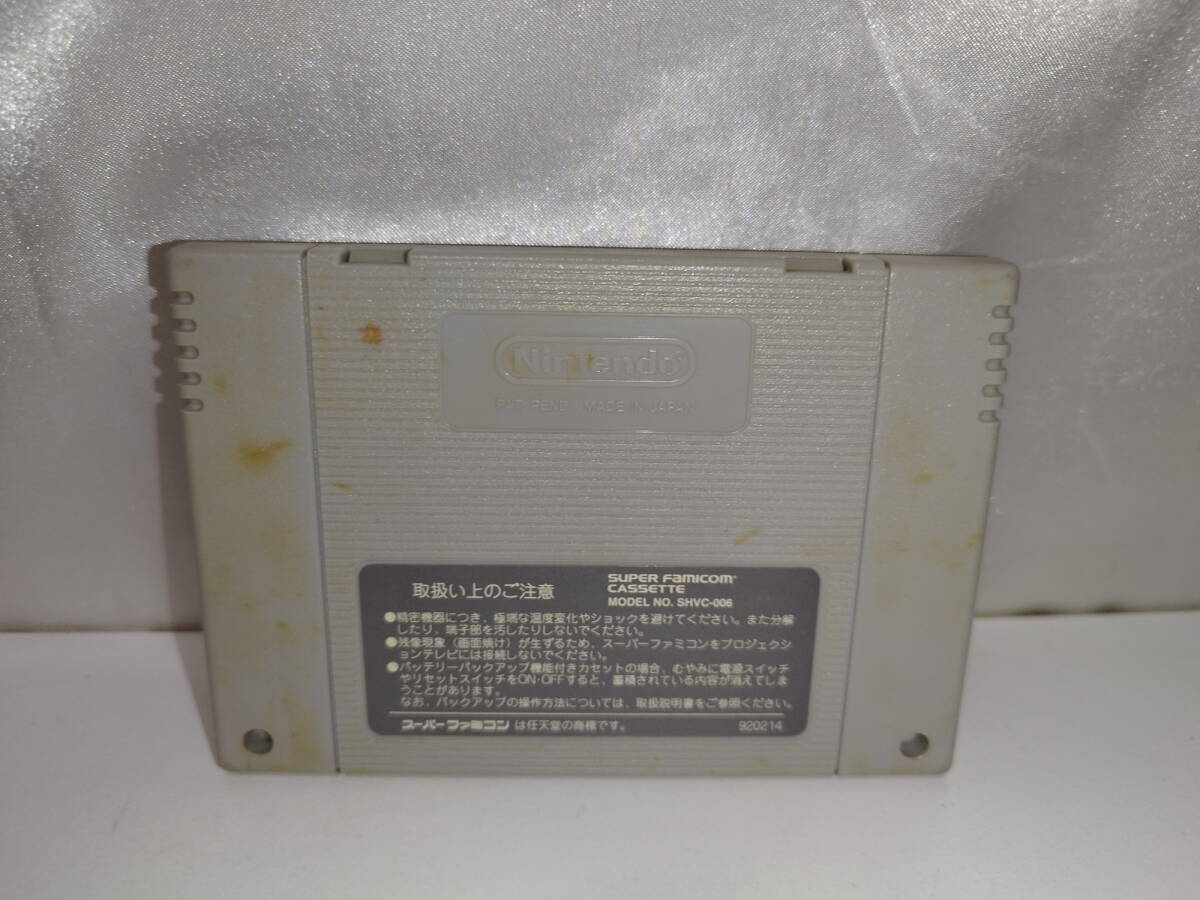 Nintendo
PAT. PEND. MADE IN JAPAN
取扱い上のご注意
SUPER FAMICOM
CASSETTE
MODEL NO. SHVC-006
●精密機器につき、極端な温度変化やショックを避けてください。また分解
したり、端子部を汚したりしないでください。
●残像現象（画面焼け）が生ずるため、スーパーファミコンをプロジェクシ
ョンテレビには接続しないでください。
●バッテリーバックアップ機能付きカセットの場合、むやみに電源スイッチ
やリセットスイッチをON・OFFすると、蓄積されている内容が消えてしま
うことがあります。
なお、バックアップの操作方法については、取扱説明書をご参照ください。
スーパーファミコンは任天堂の商標です。
920214